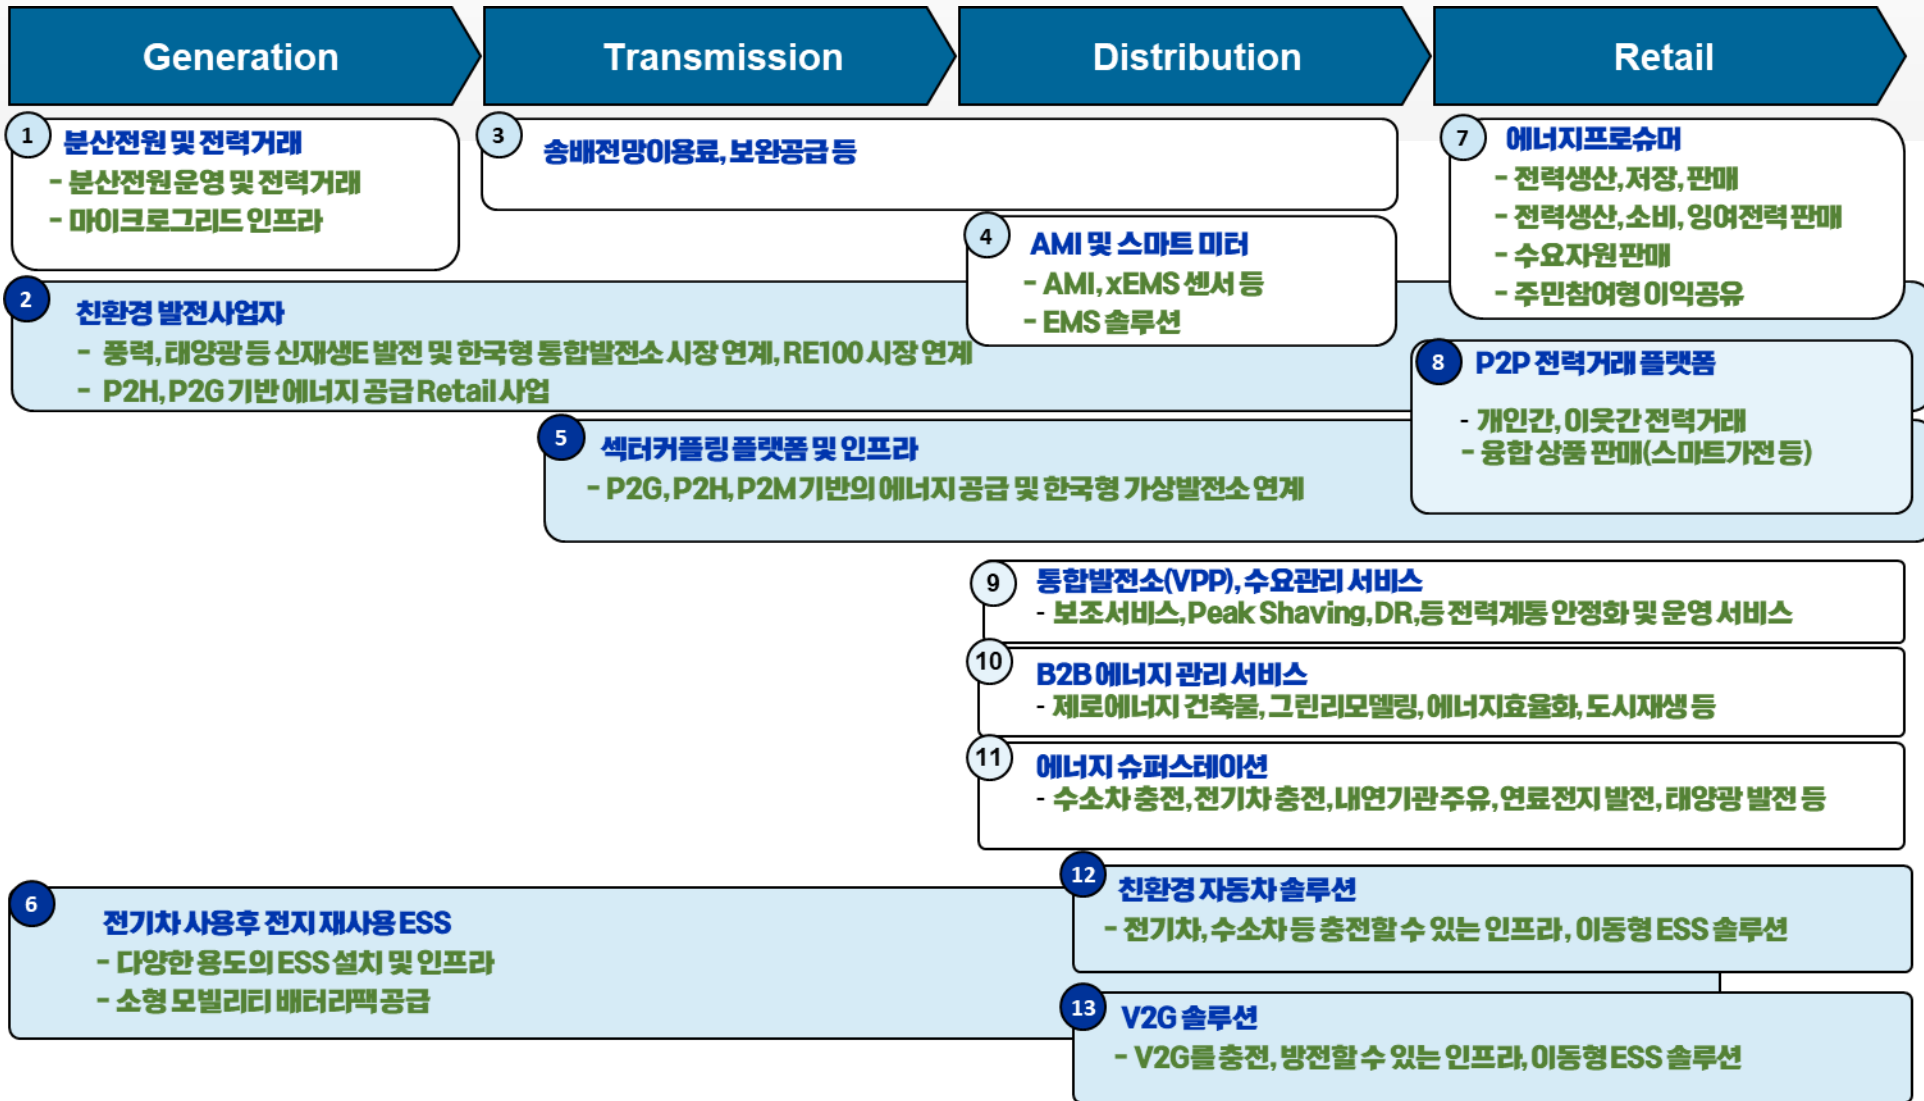 Generation
Transmission
Distribution
Retail
1
분산전원 및 전력거래
- 분산전원 운영 및 전력거래
- 마이크로그리드 인프라
3
송배전망이용료, 보완공급 등
7
에너지프로슈머
- 전력생산, 저장, 판매
- 전력생산, 소비, 잉여전력 판매
- 수요자원 판매
- 주민참여형 이익공유
4
AMI 및 스마트 미터
- AMI, xEMS 센서 등
- EMS 솔루션
2
친환경 발전사업자
- 풍력, 태양광 등 신재생E 발전 및 한국형 통합발전소 시장 연계, RE100 시장 연계
- P2H, P2G 기반 에너지 공급 Retail 사업
8
P2P 전력거래 플랫폼
- 개인간, 이웃간 전력거래
- 융합 상품 판매(스마트가전 등)
5
섹터커플링 플랫폼 및 인프라
- P2G, P2H, P2M 기반의 에너지 공급 및 한국형 가상발전소 연계
9
통합발전소(VPP), 수요관리 서비스
- 보조서비스, Peak Shaving, DR, 등 전력계통 안정화 및 운영 서비스
10
B2B 에너지 관리 서비스
- 제로에너지 건축물, 그린리모델링, 에너지효율화, 도시재생 등
11
에너지 슈퍼스테이션
- 수소차 충전, 전기차 충전, 내연기관 주유, 연료전지 발전, 태양광 발전 등
6
전기차 사용후 전지 재사용 ESS
- 다양한 용도의 ESS 설치 및 인프라
- 소형 모빌리티 배터리팩 공급
12
친환경 자동차 솔루션
- 전기차, 수소차 등 충전할 수 있는 인프라, 이동형 ESS 솔루션
13
V2G 솔루션
- V2G를 충전, 방전할 수 있는 인프라, 이동형 ESS 솔루션